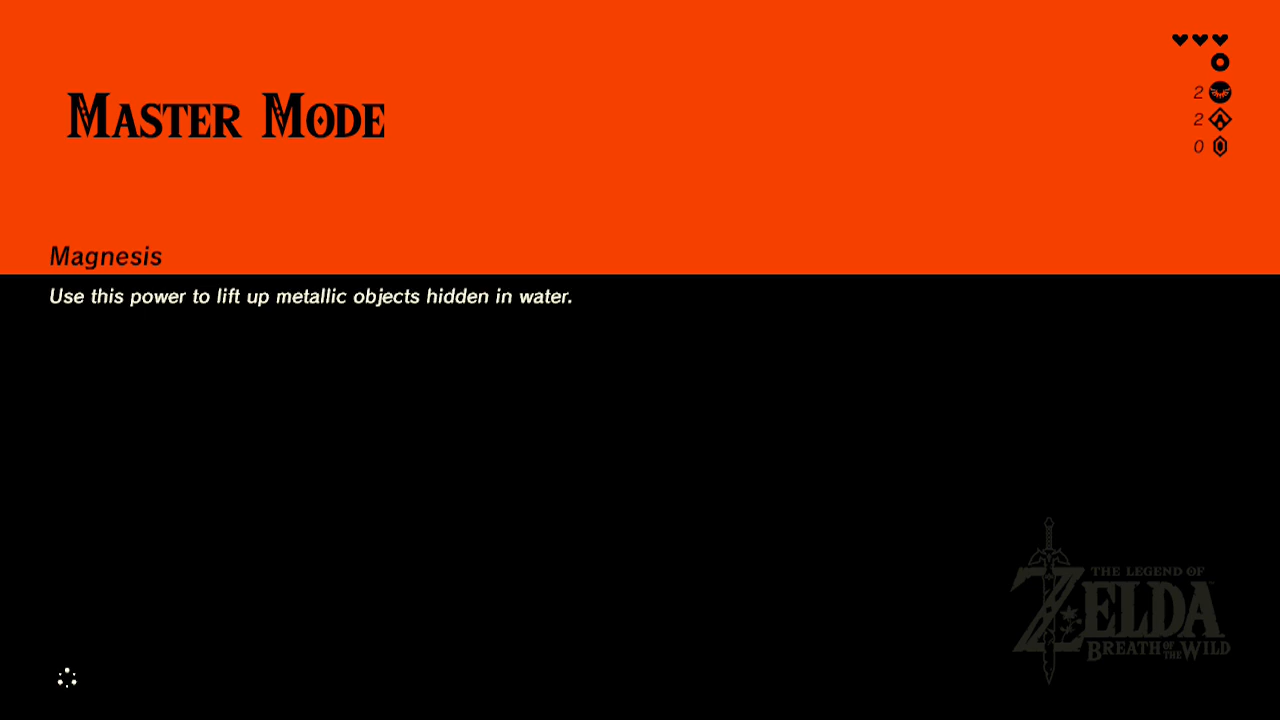 Master Mode
2
2
0
Magnesis
Use this power to lift up metallic objects hidden in water.
THE LEGEND OF
ZELDA
BREATH OF THE WILD